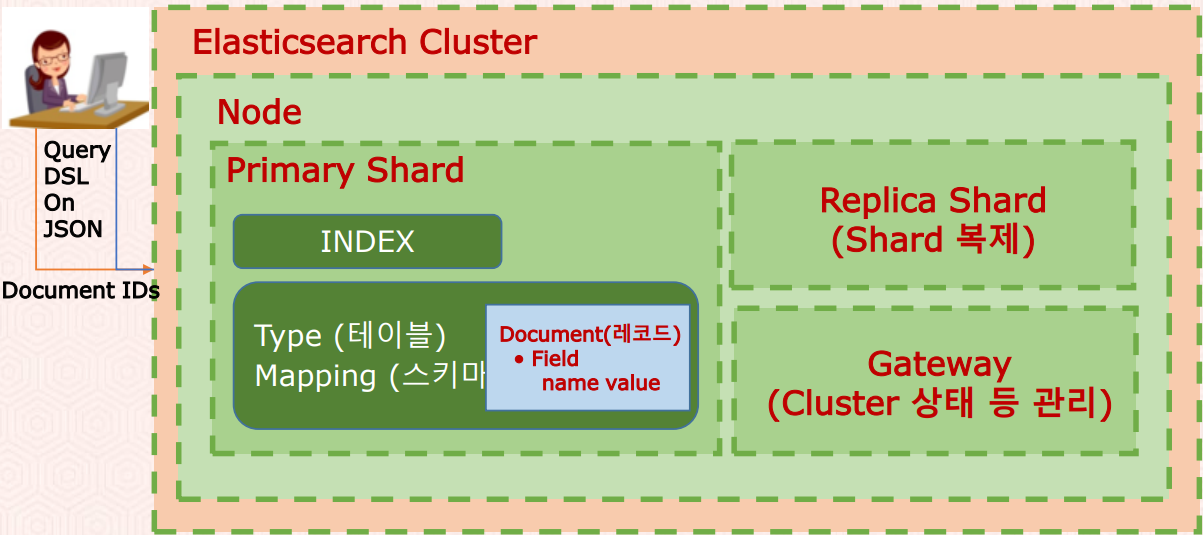 Elasticsearch Cluster
Node
Query
DSL
On
JSON
Document IDs
Primary Shard
INDEX
Type (테이블)
Mapping (스키마
Document(레코드)
• Field
name value
Replica Shard
(Shard 복제)
Gateway
(Cluster 상태 등 관리)